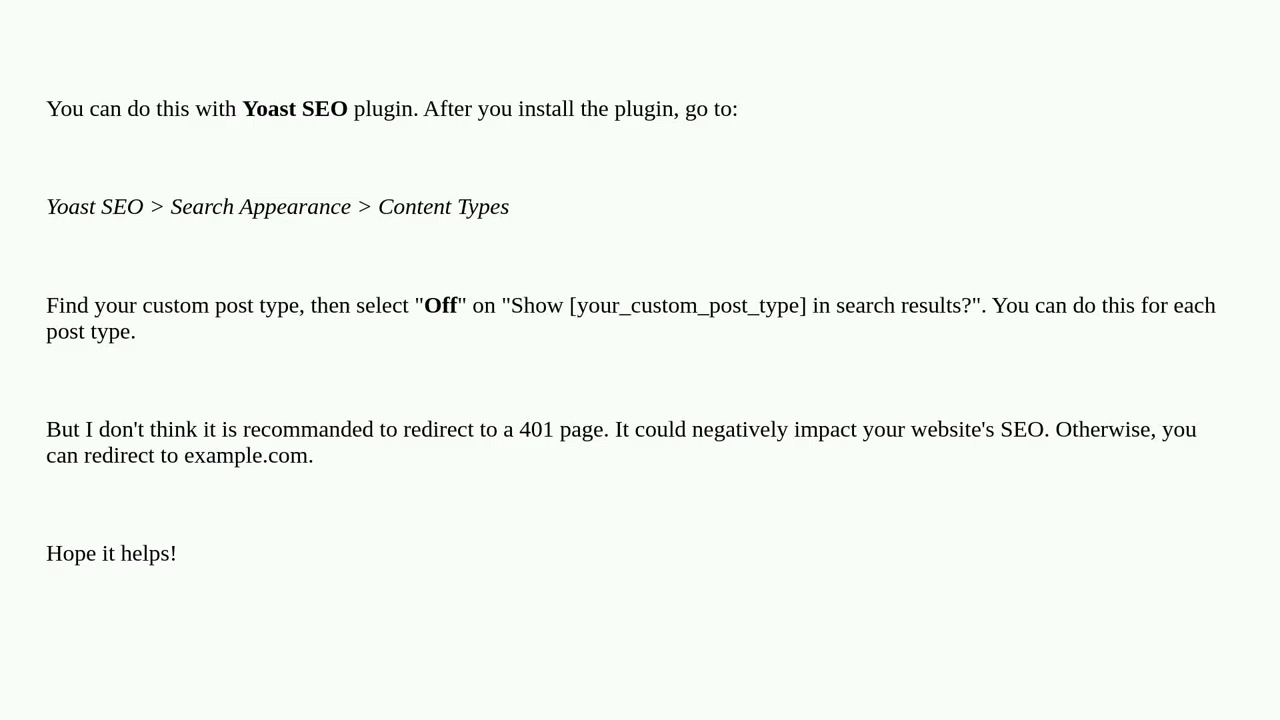 You can do this with Yoast SEO plugin. After you install the plugin, go to:
Yoast SEO > Search Appearance > Content Types
Find your custom post type, then select "Off" on "Show [your_custom_post_type] in search results?". You can do this for each
post type.
But I don't think it is recommanded to redirect to a 401 page. It could negatively impact your website's SEO. Otherwise, you
can redirect to example.com.
Hope it helps!